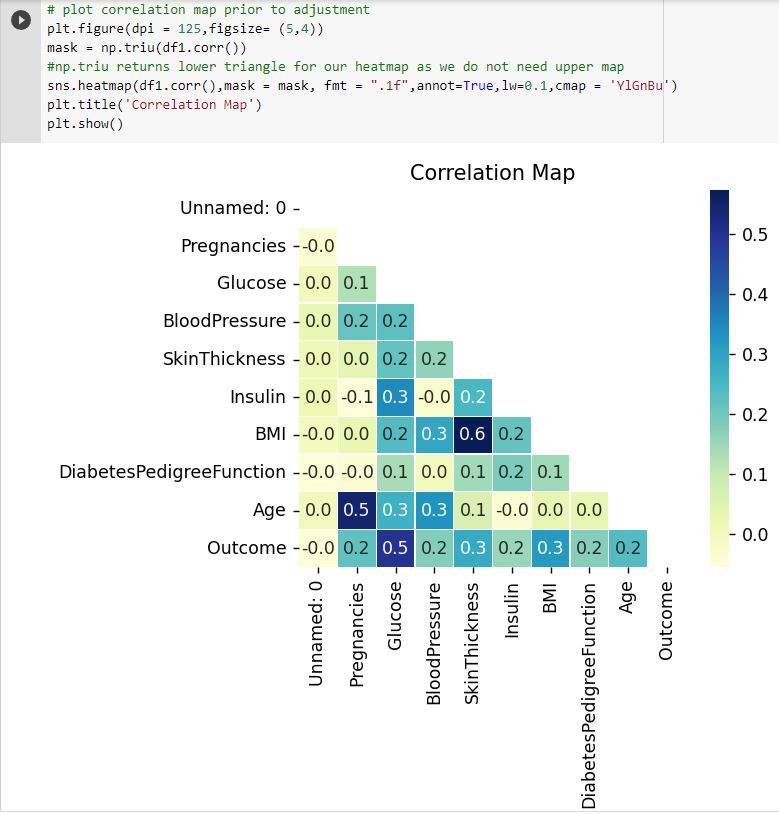 # plot correlation map prior to adjustment
plt.figure(dpi = 125,figsize= (5,4))
mask = np.triu(df1.corr())
#np.triu returns lower triangle for our heatmap as we do not need upper map
sns.heatmap(df1.corr(),mask = mask, fmt = ".1f",annot=True,lw=0.1,cmap = 'YlGnBu')
plt.title('Correlation Map')
plt.show()
Correlation Map
Unnamed: 0
Pregnancies -0.0
Glucose 0.0 0.1
BloodPressure 0.0 0.2 0.2
SkinThickness 0.0 0.0 0.2 0.2
Insulin 0.0 -0.1 0.3 -0.0 0.2
BMI -0.0 0.0 0.2 0.3 0.6 0.2
DiabetesPedigreeFunction -0.0 -0.0 0.1 0.0 0.1 0.2 0.1
Age 0.0 0.5 0.3 0.3 0.1 -0.0 0.0 0.0
Outcome -0.0 0.2 0.5 0.2 0.3 0.2 0.3 0.2 0.2
Unnamed: 0
Pregnancies
Glucose
BloodPressure
SkinThickness
Insulin
BMI
DiabetesPedigreeFunction
Age
Outcome
0.5
0.4
0.3
0.2
0.1
0.0